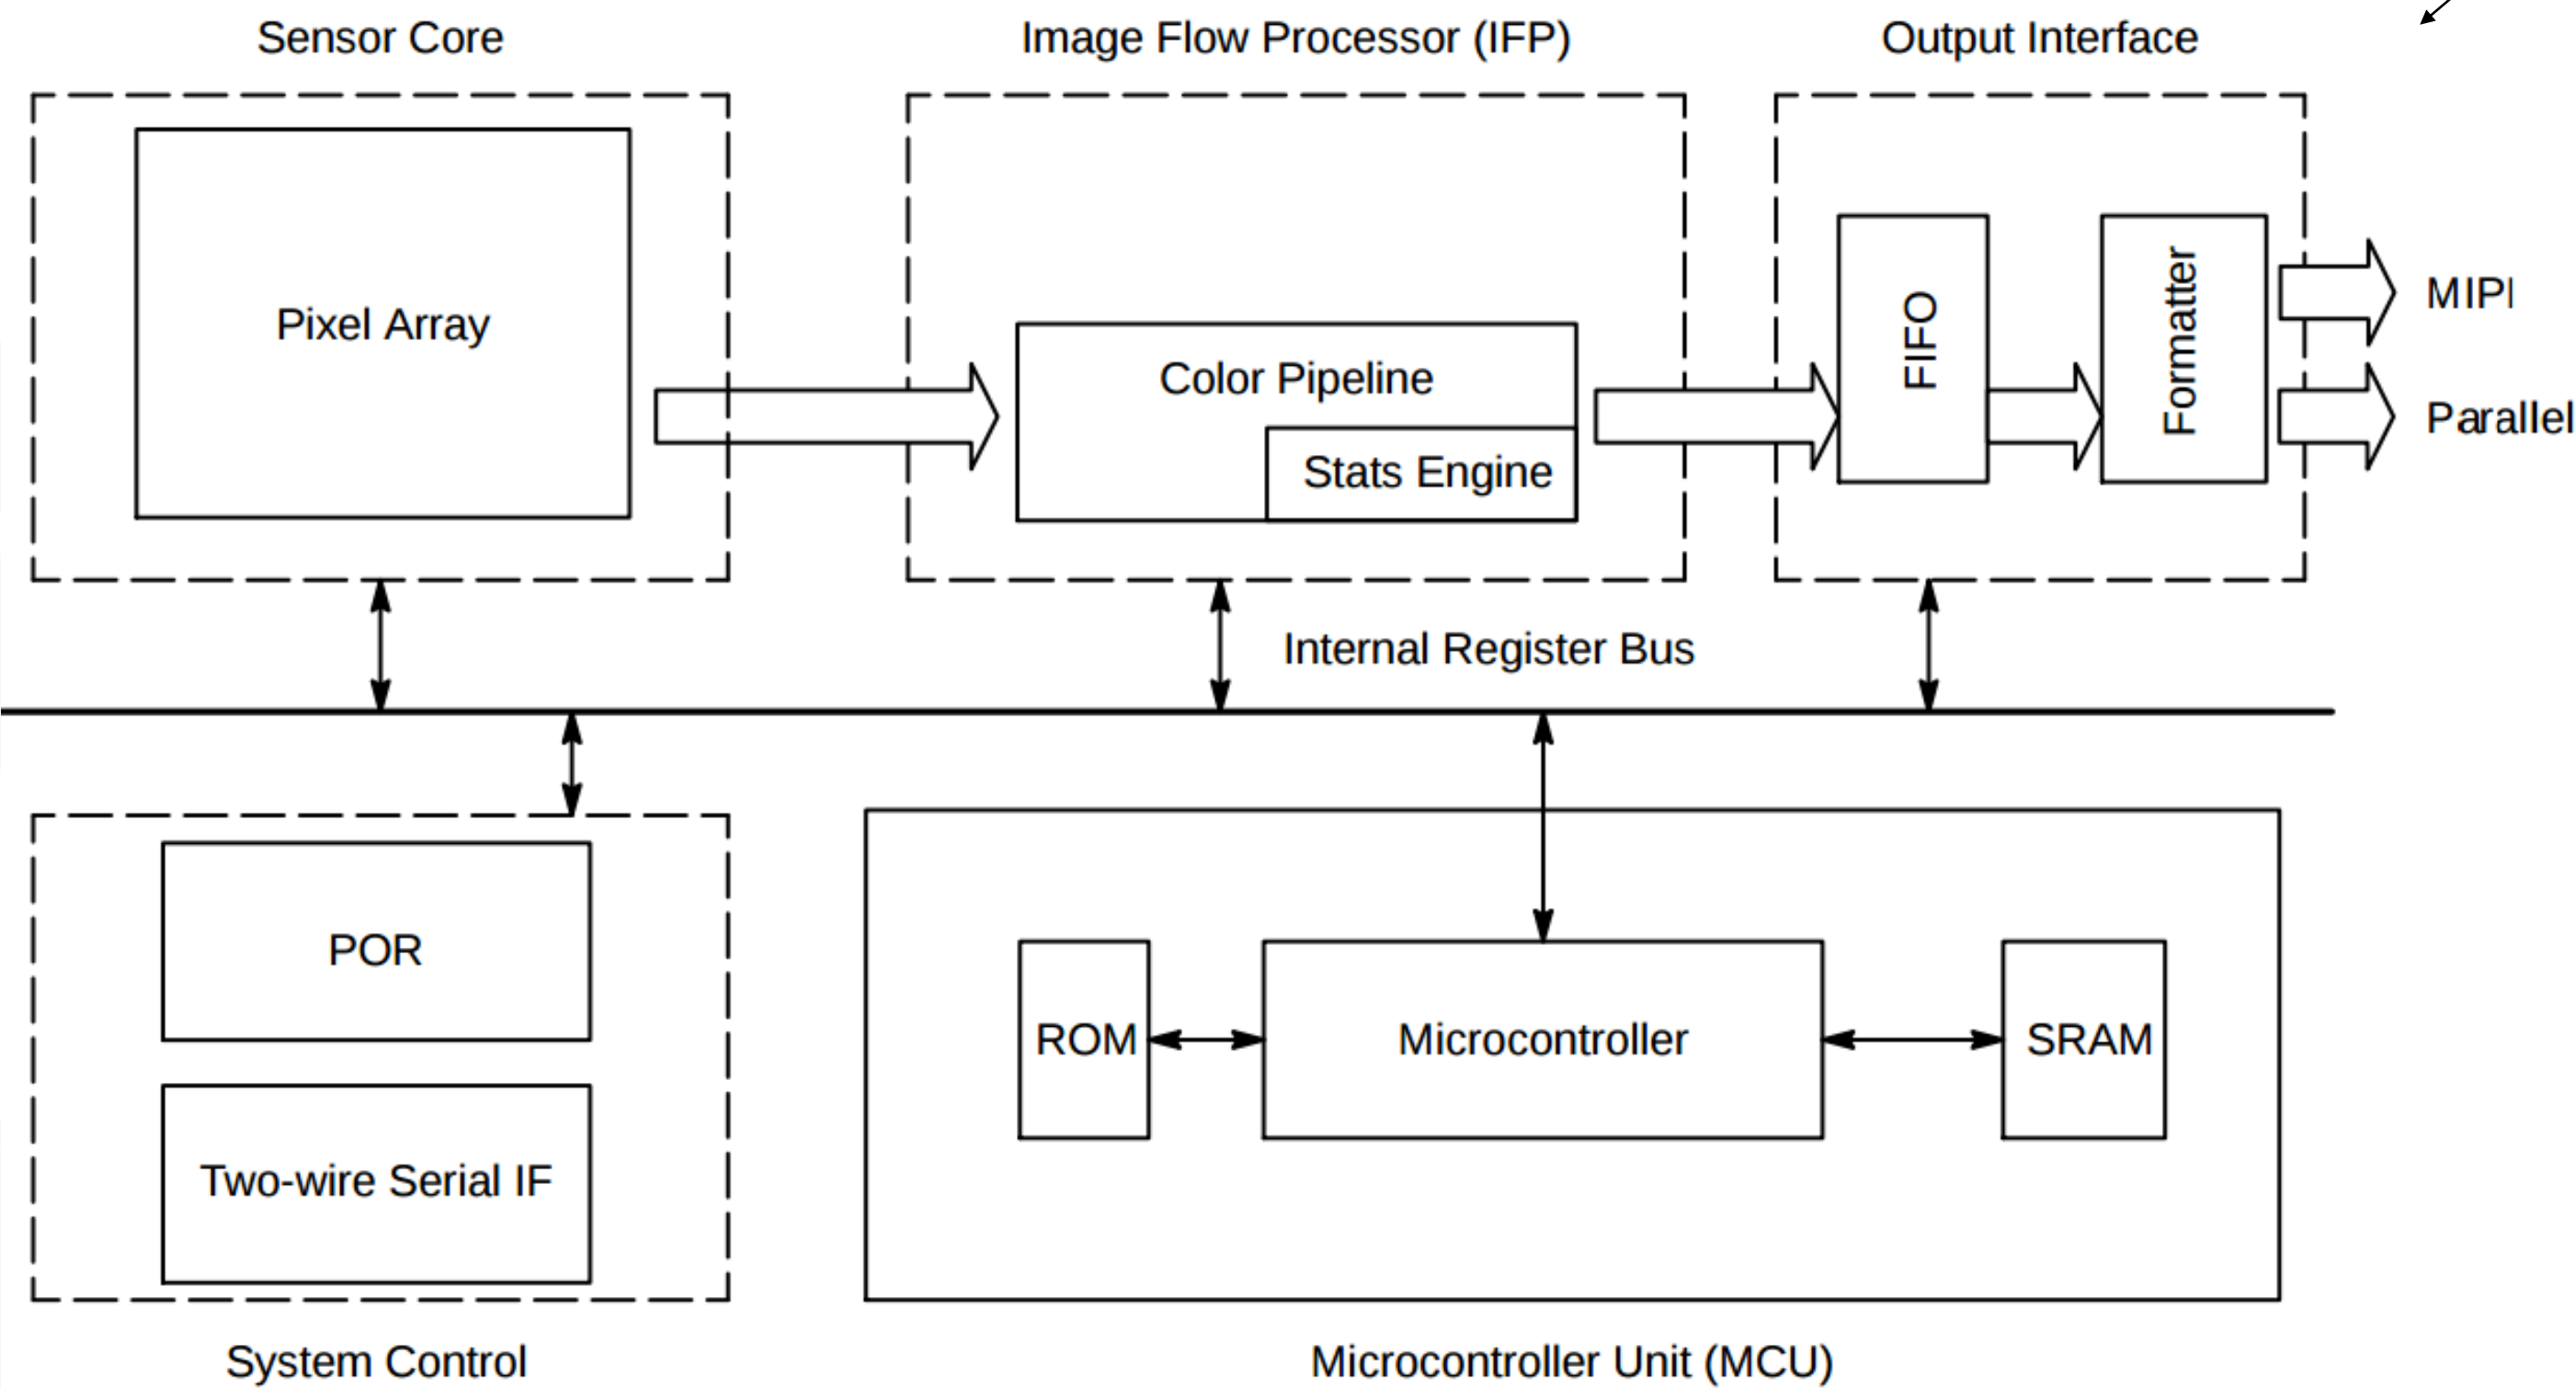 Sensor Core
Image Flow Processor (IFP)
Output Interface
Pixel Array
Color Pipeline
Stats Engine
FIFO
Formatter
MIPI
Parallel
Internal Register Bus
POR
Two-wire Serial IF
ROM
Microcontroller
SRAM
System Control
Microcontroller Unit (MCU)